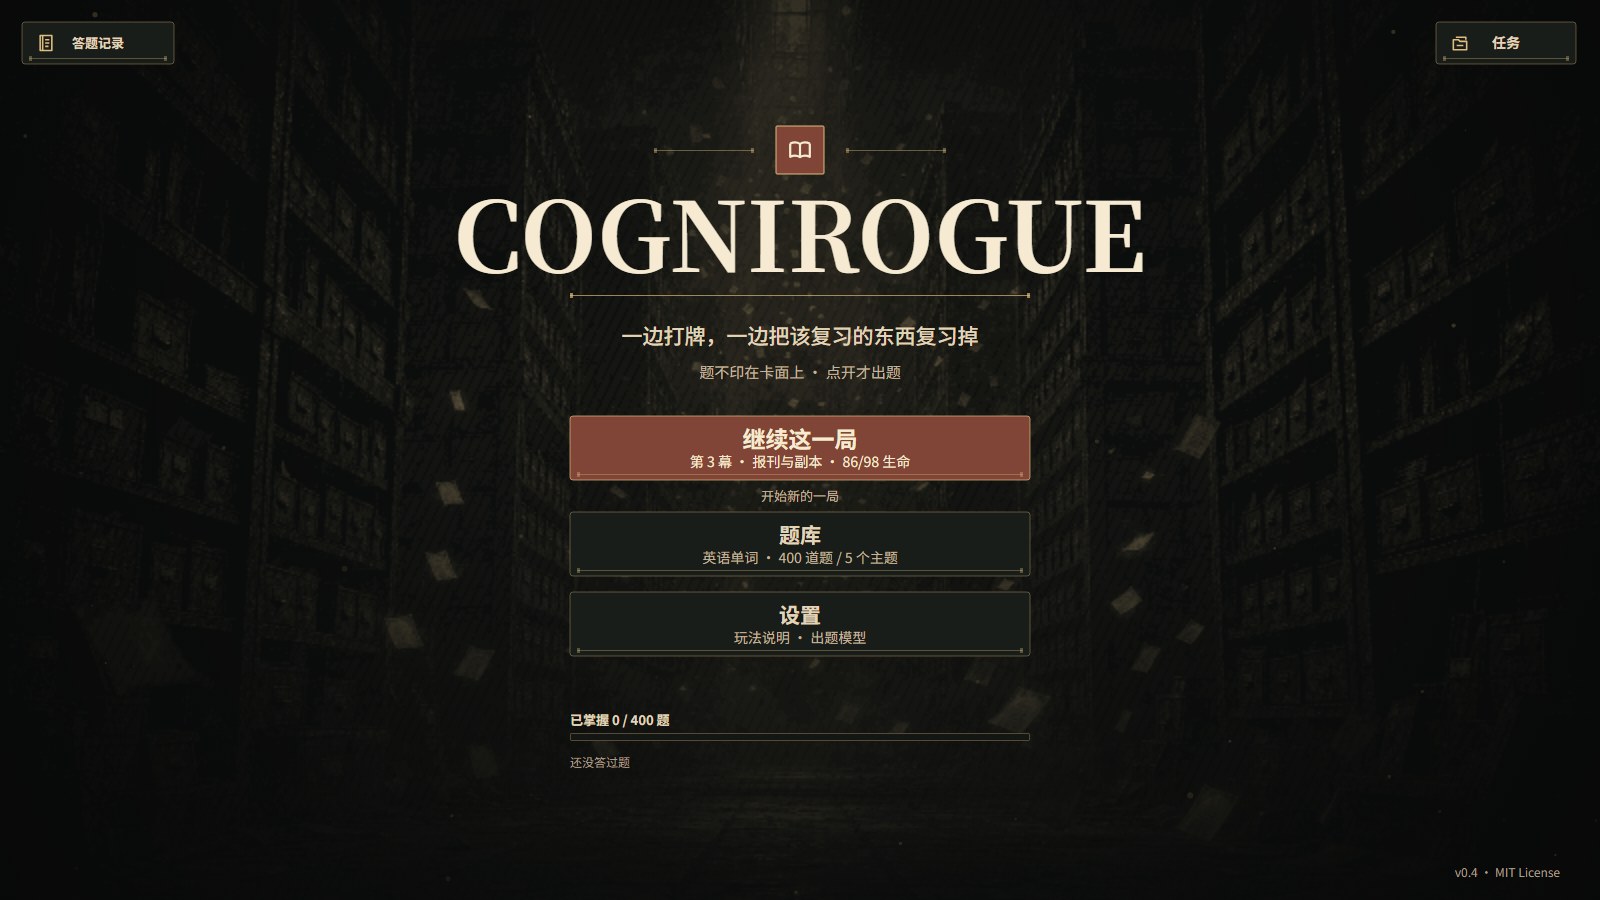 答题记录
任务
COGNIROGUE
一边打牌，一边把该复习的东西复习掉
题不印在卡面上 · 点开才出题
继续这一局
第 3 幕 · 报刊与副本 · 86/98 生命
开始新的一局
题库
英语单词 · 400 道题 / 5 个主题
设置
玩法说明 · 出题模型
已掌握 0 / 400 题
还没答过题
v0.4 · MIT License